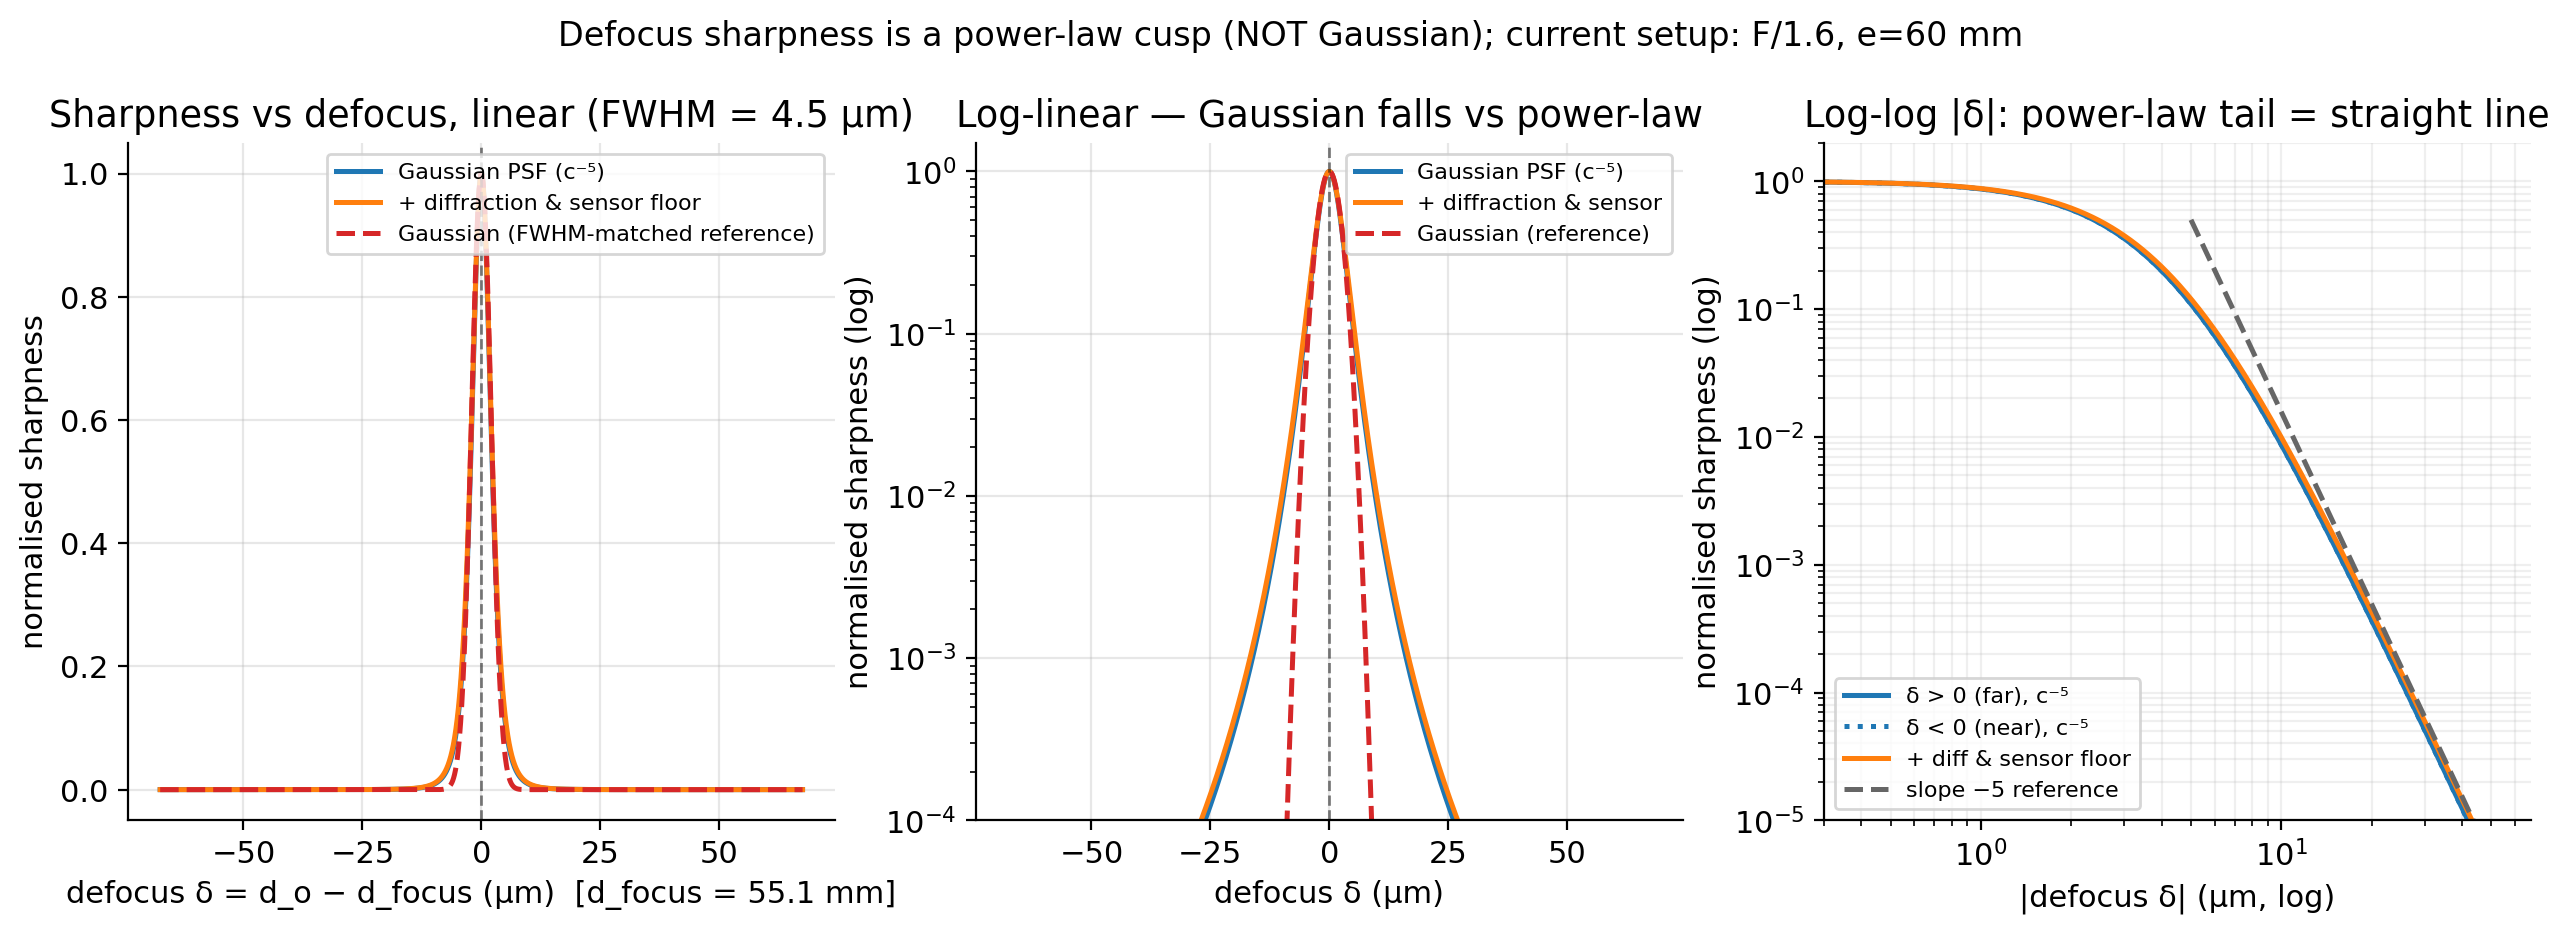 Defocus sharpness is a power-law cusp (NOT Gaussian); current setup: F/1.6, e=60 mm
Sharpness vs defocus, linear (FWHM = 4.5 μm)
normalised sharpness
1.0
0.8
0.6
0.4
0.2
0.0
Gaussian PSF (c⁻⁵)
+ diffraction & sensor floor
Gaussian (FWHM-matched reference)
−50
−25
0
25
50
defocus δ = d_o − d_focus (μm)  [d_focus = 55.1 mm]
Log-linear — Gaussian falls vs power-law
normalised sharpness (log)
10⁰
10⁻¹
10⁻²
10⁻³
10⁻⁴
Gaussian PSF (c⁻⁵)
+ diffraction & sensor
Gaussian (reference)
−50
−25
0
25
50
defocus δ (μm)
Log-log |δ|: power-law tail = straight line
normalised sharpness (log)
10⁰
10⁻¹
10⁻²
10⁻³
10⁻⁴
10⁻⁵
δ > 0 (far), c⁻⁵
δ < 0 (near), c⁻⁵
+ diff & sensor floor
slope −5 reference
10⁰
10¹
|defocus δ| (μm, log)